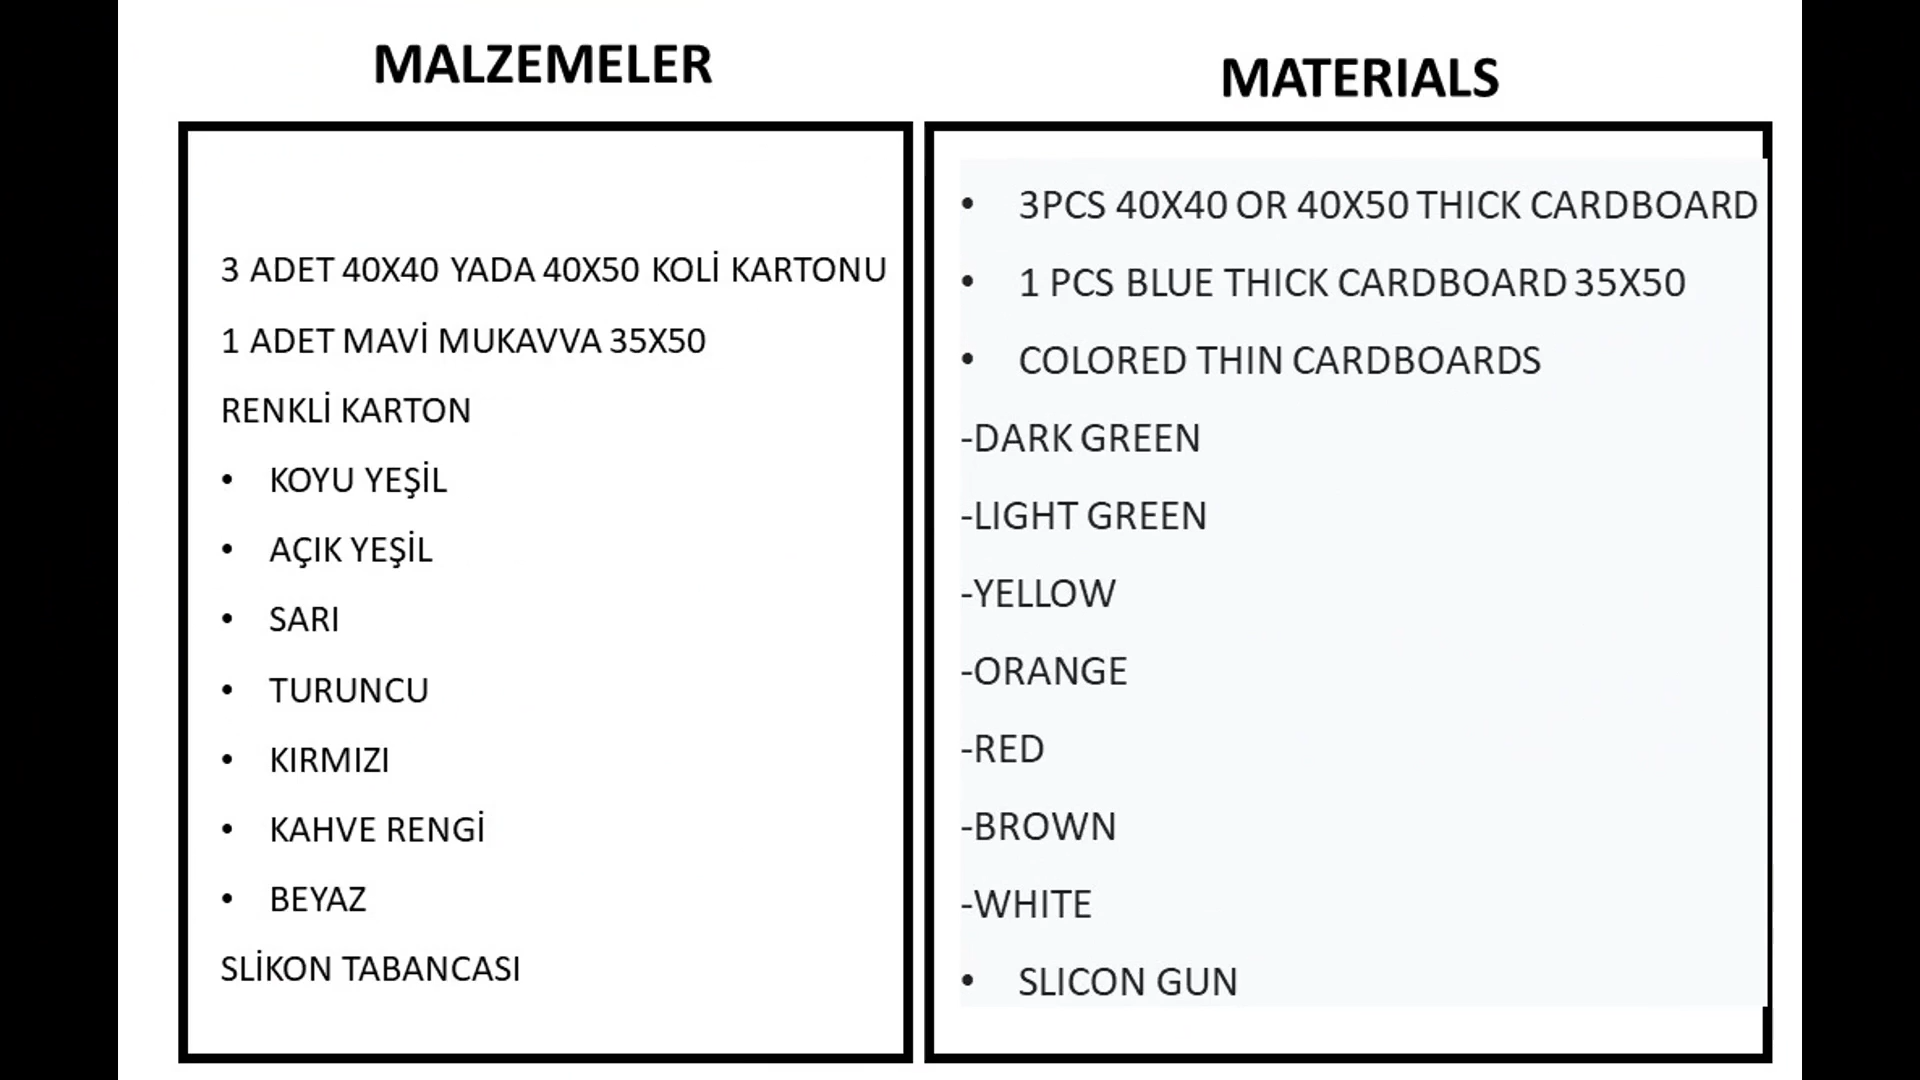 MALZEMELER
3 ADET 40X40 YADA 40X50 KOLİ KARTONU
1 ADET MAVİ MUKAVVA 35X50
RENKLİ KARTON
• KOYU YEŞİL
• AÇIK YEŞİL
• SARI
• TURUNCU
• KIRMIZI
• KAHVE RENGİ
• BEYAZ
SLİKON TABANCASI
MATERIALS
• 3PCS 40X40 OR 40X50 THICK CARDBOARD
• 1 PCS BLUE THICK CARDBOARD 35X50
• COLORED THIN CARDBOARDS
-DARK GREEN
-LIGHT GREEN
-YELLOW
-ORANGE
-RED
-BROWN
-WHITE
• SLICON GUN